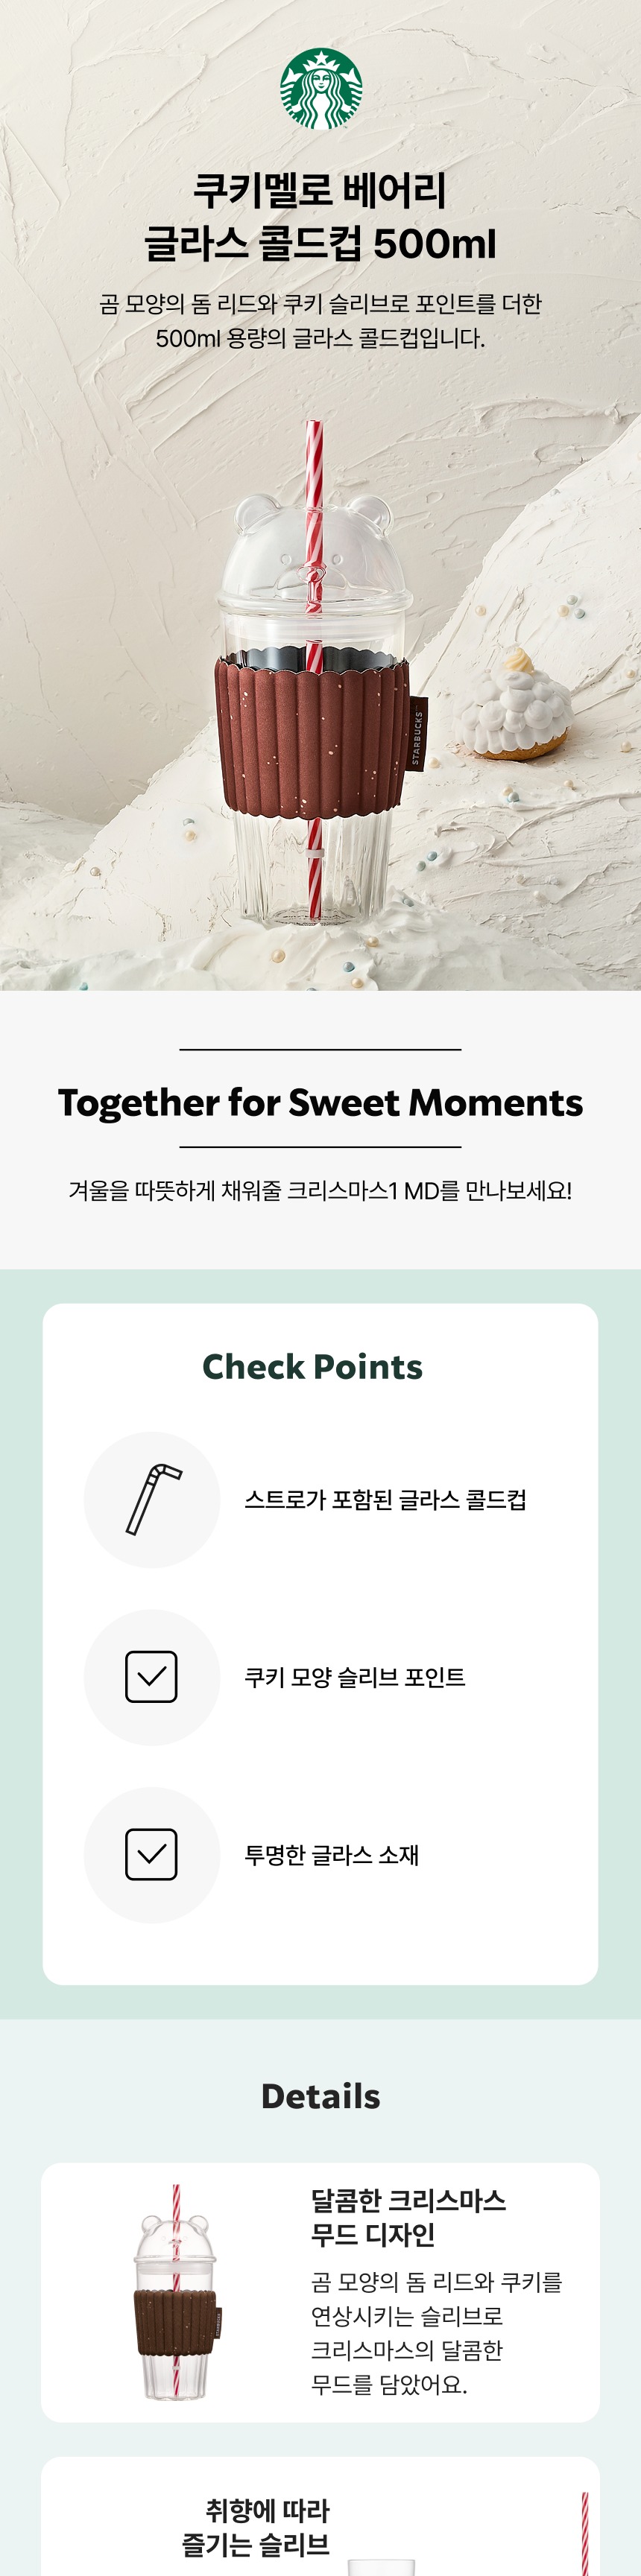 쿠키멜로 베어리
글라스 콜드컵 500ml
곰 모양의 돔 리드와 쿠키 슬리브로 포인트를 더한
500ml 용량의 글라스 콜드컵입니다.
STARBUCKS
Together for Sweet Moments
겨울을 따뜻하게 채워줄 크리스마스1 MD를 만나보세요!
Check Points
스트로가 포함된 글라스 콜드컵
쿠키 모양 슬리브 포인트
투명한 글라스 소재
Details
달콤한 크리스마스
무드 디자인
곰 모양의 돔 리드와 쿠키를
연상시키는 슬리브로
크리스마스의 달콤한
무드를 담았어요.
STARBUCKS
취향에 따라
즐기는 슬리브